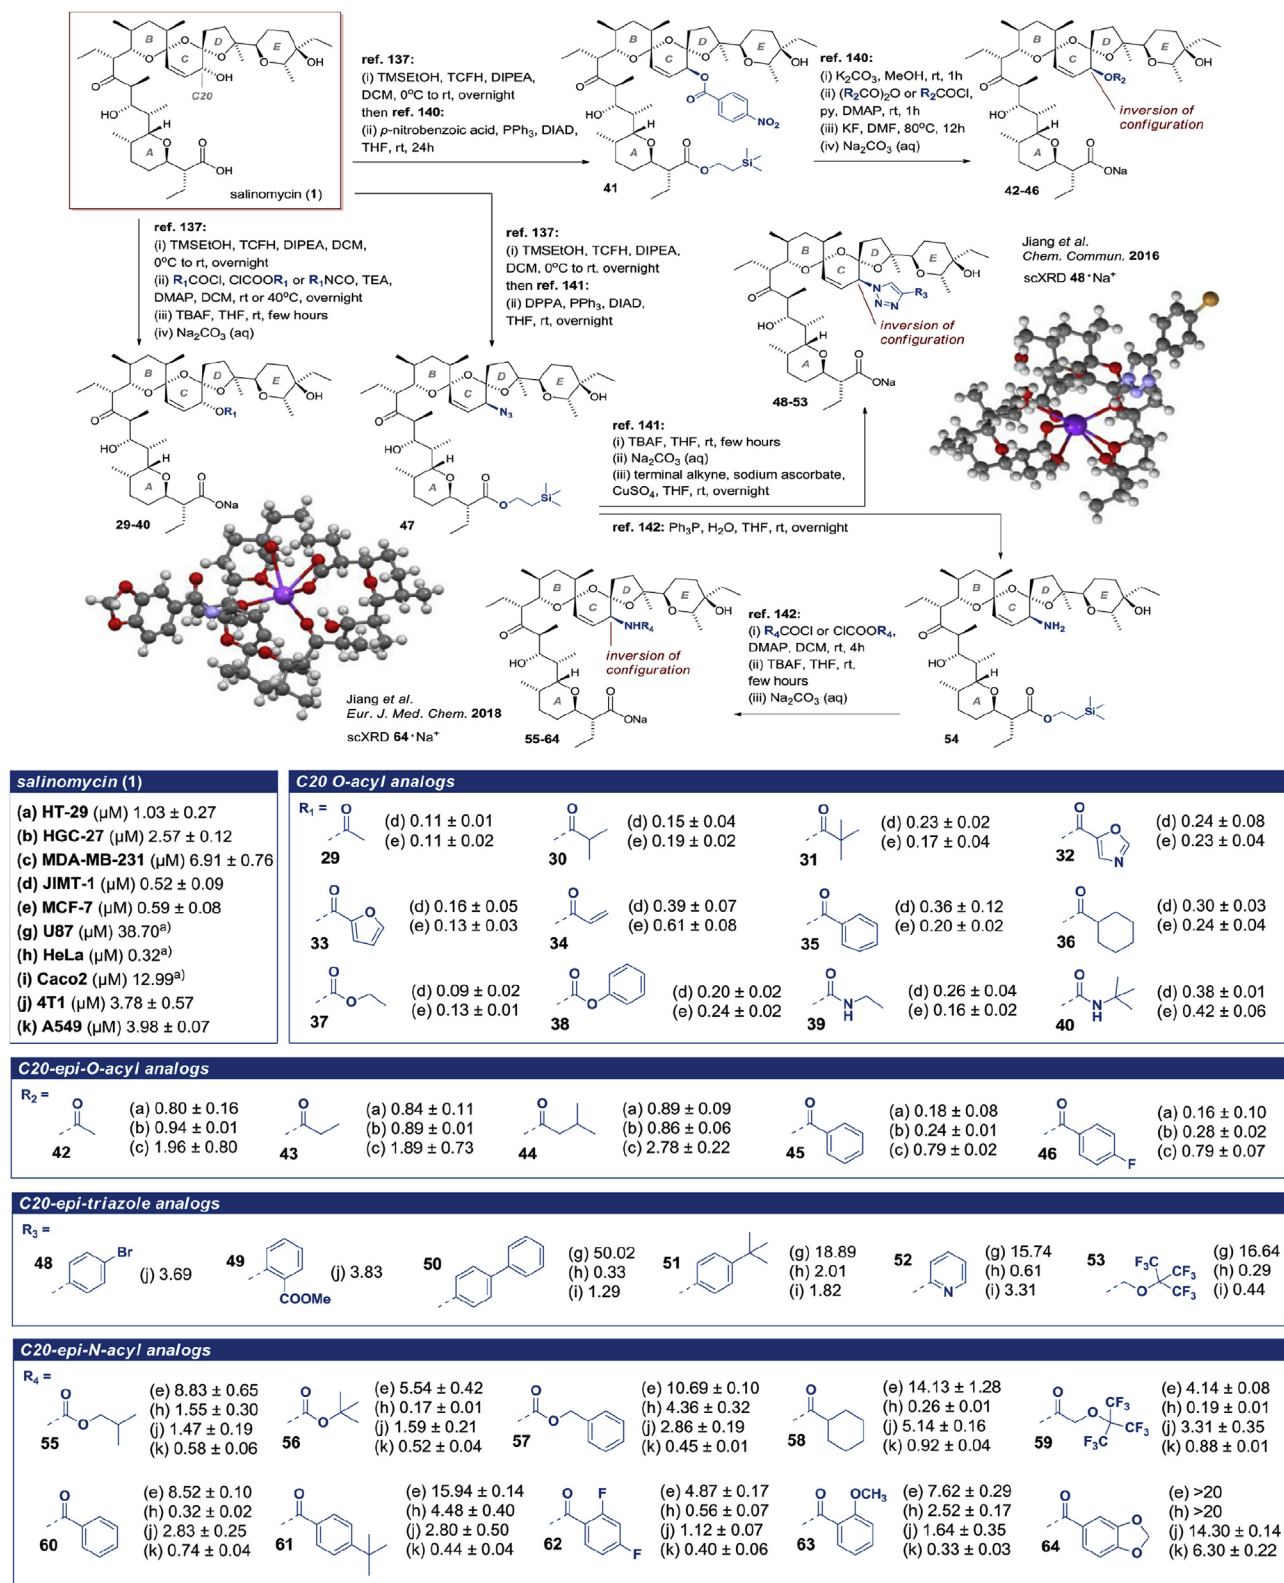 B
D
E
C
C20
OH
OH
O
HO
H
A
O
OH
salinomycin (1)
ref. 137:
(i) TMSEtOH, TCFH, DIPEA,
DCM, 0ºC to rt, overnight
then ref. 140:
(ii) p-nitrobenzoic acid, PPh₃, DIAD,
THF, rt, 24h
NO₂
Si
41
ref. 140:
(i) K₂CO₃, MeOH, rt, 1h
(ii) (R₂CO)₂O or R₂COCl,
py, DMAP, rt, 1h
(iii) KF, DMF, 80ºC, 12h
(iv) Na₂CO₃ (aq)
OR₂
inversion of
configuration
ONa
42-46
ref. 137:
(i) TMSEtOH, TCFH, DIPEA, DCM,
0ºC to rt, overnight
(ii) R₁COCl, ClCOOR₁ or R₁NCO, TEA,
DMAP, DCM, rt or 40ºC, overnight
(iii) TBAF, THF, rt, few hours
(iv) Na₂CO₃ (aq)
ref. 137:
(i) TMSEtOH, TCFH, DIPEA,
DCM, 0ºC to rt, overnight
then ref. 141:
(ii) DPPA, PPh₃, DIAD,
THF, rt, overnight
N-N=N
R₃
inversion of
configuration
ONa
48-53
Jiang et al.
Chem. Commun. 2016
scXRD 48·Na⁺
OR₁
ONa
29-40
N₃
Si
47
ref. 141
(i) TBAF, THF, rt, few hours
(ii) Na₂CO₃ (aq)
(iii) terminal alkyne, sodium ascorbate,
CuSO₄, THF, rt, overnight
ref. 142: Ph₃P, H₂O, THF, rt, overnight
Jiang et al.
Eur. J. Med. Chem. 2018
scXRD 64·Na⁺
NHR₄
inversion of
configuration
ONa
55-64
ref. 142:
(i) R₄COCl or ClCOOR₄,
DMAP, DCM, rt, 4h
(ii) TBAF, THF, rt,
few hours
(iii) Na₂CO₃ (aq)
NH₂
Si
54
salinomycin (1)
(a) HT-29 (µM) 1.03 ± 0.27
(b) HGC-27 (µM) 2.57 ± 0.12
(c) MDA-MB-231 (µM) 6.91 ± 0.76
(d) JIMT-1 (µM) 0.52 ± 0.09
(e) MCF-7 (µM) 0.59 ± 0.08
(g) U87 (µM) 38.70ᵃ⁾
(h) HeLa (µM) 0.32ᵃ⁾
(i) Caco2 (µM) 12.99ᵃ⁾
(j) 4T1 (µM) 3.78 ± 0.57
(k) A549 (µM) 3.98 ± 0.07
C20 O-acyl analogs
R₁ =
29
(d) 0.11 ± 0.01
(e) 0.11 ± 0.02
30
(d) 0.15 ± 0.04
(e) 0.19 ± 0.02
31
(d) 0.23 ± 0.02
(e) 0.17 ± 0.04
32
(d) 0.24 ± 0.08
(e) 0.23 ± 0.04
33
(d) 0.16 ± 0.05
(e) 0.13 ± 0.03
34
(d) 0.39 ± 0.07
(e) 0.61 ± 0.08
35
(d) 0.36 ± 0.12
(e) 0.20 ± 0.02
36
(d) 0.30 ± 0.03
(e) 0.24 ± 0.04
37
(d) 0.09 ± 0.02
(e) 0.13 ± 0.01
38
(d) 0.20 ± 0.02
(e) 0.24 ± 0.02
39
(d) 0.26 ± 0.04
(e) 0.16 ± 0.02
40
(d) 0.38 ± 0.01
(e) 0.42 ± 0.06
C20-epi-O-acyl analogs
R₂ =
42
(a) 0.80 ± 0.16
(b) 0.94 ± 0.01
(c) 1.96 ± 0.80
43
(a) 0.84 ± 0.11
(b) 0.89 ± 0.01
(c) 1.89 ± 0.73
44
(a) 0.89 ± 0.09
(b) 0.86 ± 0.06
(c) 2.78 ± 0.22
45
(a) 0.18 ± 0.08
(b) 0.24 ± 0.01
(c) 0.79 ± 0.02
46
F
(a) 0.16 ± 0.10
(b) 0.28 ± 0.02
(c) 0.79 ± 0.07
C20-epi-triazole analogs
R₃ =
48
Br
(j) 3.69
49
COOMe
(j) 3.83
50
(g) 50.02
(h) 0.33
(i) 1.29
51
(g) 18.89
(h) 2.01
(i) 1.82
52
N
(g) 15.74
(h) 0.61
(i) 3.31
53
F₃C
CF₃
O
CF₃
(g) 16.64
(h) 0.29
(i) 0.44
C20-epi-N-acyl analogs
R₄ =
55
(e) 8.83 ± 0.65
(h) 1.55 ± 0.30
(j) 1.47 ± 0.19
(k) 0.58 ± 0.06
56
(e) 5.54 ± 0.42
(h) 0.17 ± 0.01
(j) 1.59 ± 0.21
(k) 0.52 ± 0.04
57
(e) 10.69 ± 0.10
(h) 4.36 ± 0.32
(j) 2.86 ± 0.19
(k) 0.45 ± 0.01
58
(e) 14.13 ± 1.28
(h) 0.26 ± 0.01
(j) 5.14 ± 0.16
(k) 0.92 ± 0.04
59
CF₃
CF₃
F₃C
(e) 4.14 ± 0.08
(h) 0.19 ± 0.01
(j) 3.31 ± 0.35
(k) 0.88 ± 0.01
60
(e) 8.52 ± 0.10
(h) 0.32 ± 0.02
(j) 2.83 ± 0.25
(k) 0.74 ± 0.04
61
(e) 15.94 ± 0.14
(h) 4.48 ± 0.40
(j) 2.80 ± 0.50
(k) 0.44 ± 0.04
62
F
F
(e) 4.87 ± 0.17
(h) 0.56 ± 0.07
(j) 1.12 ± 0.07
(k) 0.40 ± 0.06
63
OCH₃
(e) 7.62 ± 0.29
(h) 2.52 ± 0.17
(j) 1.64 ± 0.35
(k) 0.33 ± 0.03
64
(e) >20
(h) >20
(j) 14.30 ± 0.14
(k) 6.30 ± 0.22